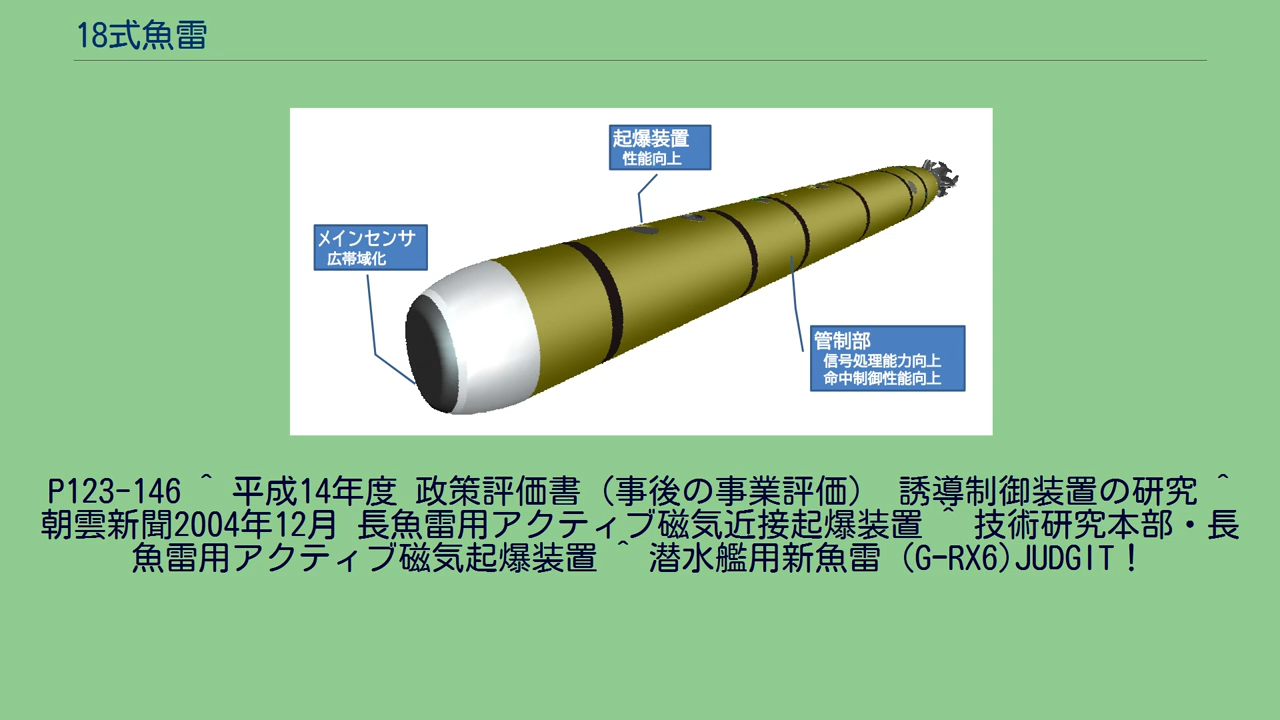 18式魚雷
起爆装置
性能向上
メインセンサ
広帯域化
管制部
信号処理能力向上
命中制御性能向上
P123-146 ^ 平成14年度 政策評価書（事後の事業評価） 誘導制御装置の研究 ^
朝雲新聞2004年12月 長魚雷用アクティブ磁気近接起爆装置 ^ 技術研究本部・長
魚雷用アクティブ磁気起爆装置 ^ 潜水艦用新魚雷（G-RX6)JUDGIT！